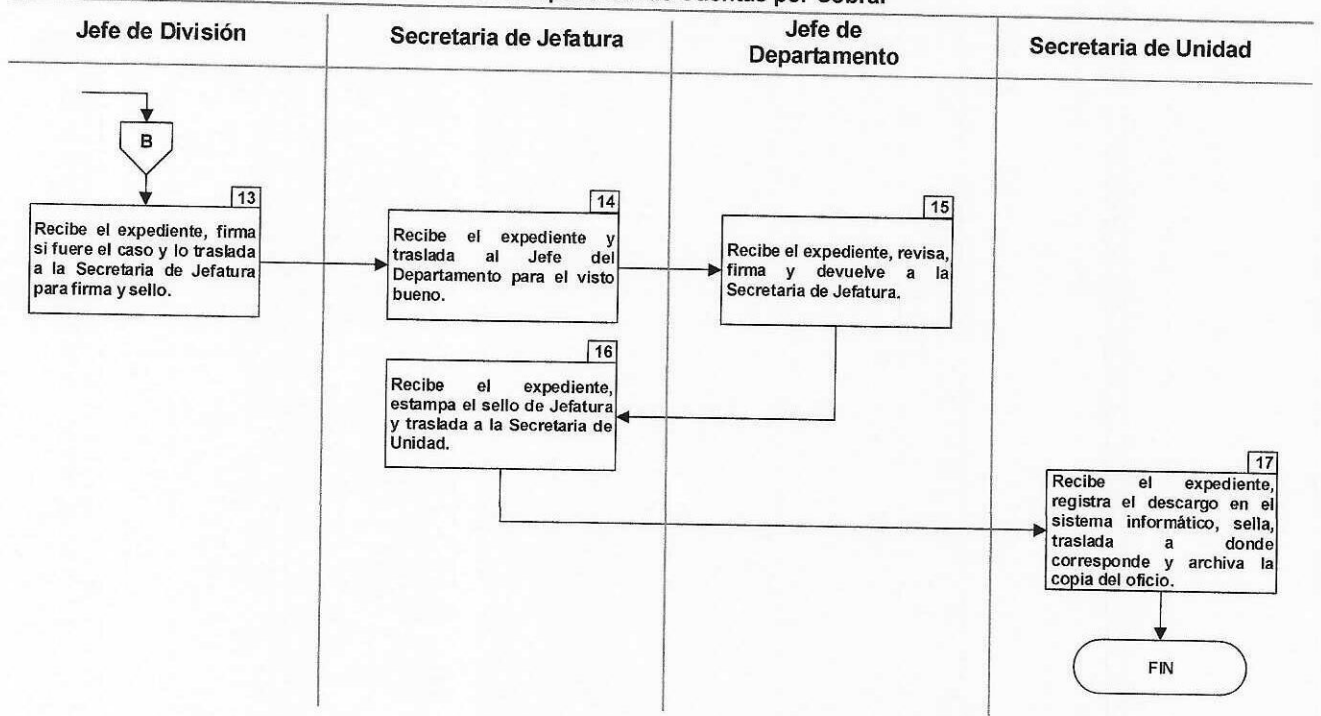 Cuentas por Cobrar
Jefe de División
Secretaria de Jefatura
Jefe de
Departamento
Secretaria de Unidad
B
13
Recibe el expediente, firma
si fuere el caso y lo traslada
a la Secretaria de Jefatura
para firma y sello.
14
Recibe el expediente y
traslada al Jefe del
Departamento para el visto
bueno.
15
Recibe el expediente, revisa,
firma y devuelve a la
Secretaria de Jefatura.
16
Recibe el expediente,
estampa el sello de Jefatura
y traslada a la Secretaria de
Unidad.
17
Recibe el expediente,
registra el descargo en el
sistema informático, sella,
traslada a donde
corresponde y archiva la
copia del oficio.
FIN